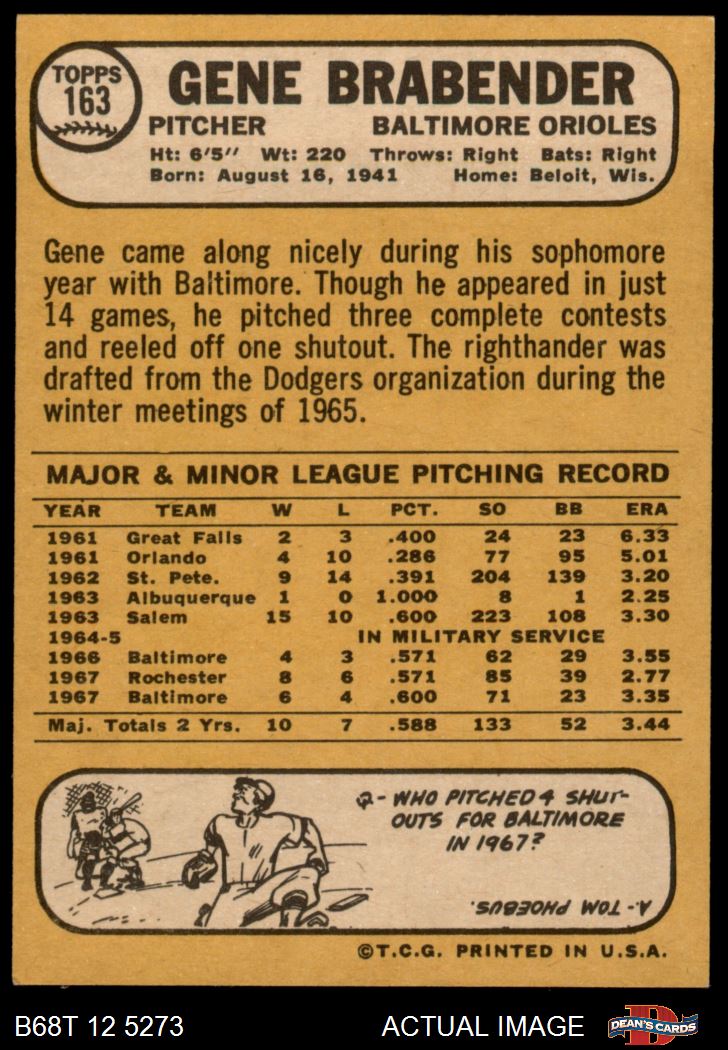 TOPPS
163
GENE BRABENDER
PITCHER BALTIMORE ORIOLES
Ht: 6'5" Wt: 220 Throws: Right Bats: Right
Born: August 16, 1941 Home: Beloit, Wis.
Gene came along nicely during his sophomore
year with Baltimore. Though he appeared in just
14 games, he pitched three complete contests
and reeled off one shutout. The righthander was
drafted from the Dodgers organization during the
winter meetings of 1965.
MAJOR & MINOR LEAGUE PITCHING RECORD
YEAR TEAM W L PCT. SO BB ERA
1961 Great Falls 2 3 .400 24 23 6.33
1961 Orlando 4 10 .286 77 95 5.01
1962 St. Pete. 9 14 .391 204 139 3.20
1963 Albuquerque 1 0 1.000 8 1 2.25
1963 Salem 15 10 .600 223 108 3.30
1964-5 IN MILITARY SERVICE
1966 Baltimore 4 3 .571 62 29 3.55
1967 Rochester 8 6 .571 85 39 2.77
1967 Baltimore 6 4 .600 71 23 3.35
Maj. Totals 2 Yrs. 10 7 .588 133 52 3.44
Q- WHO PITCHED 4 SHUT-
OUTS FOR BALTIMORE
IN 1967?
A- TOM PHOEBUS.
©T.C.G. PRINTED IN U.S.A.
B68T 12 5273 ACTUAL IMAGE DEAN'S CARDS